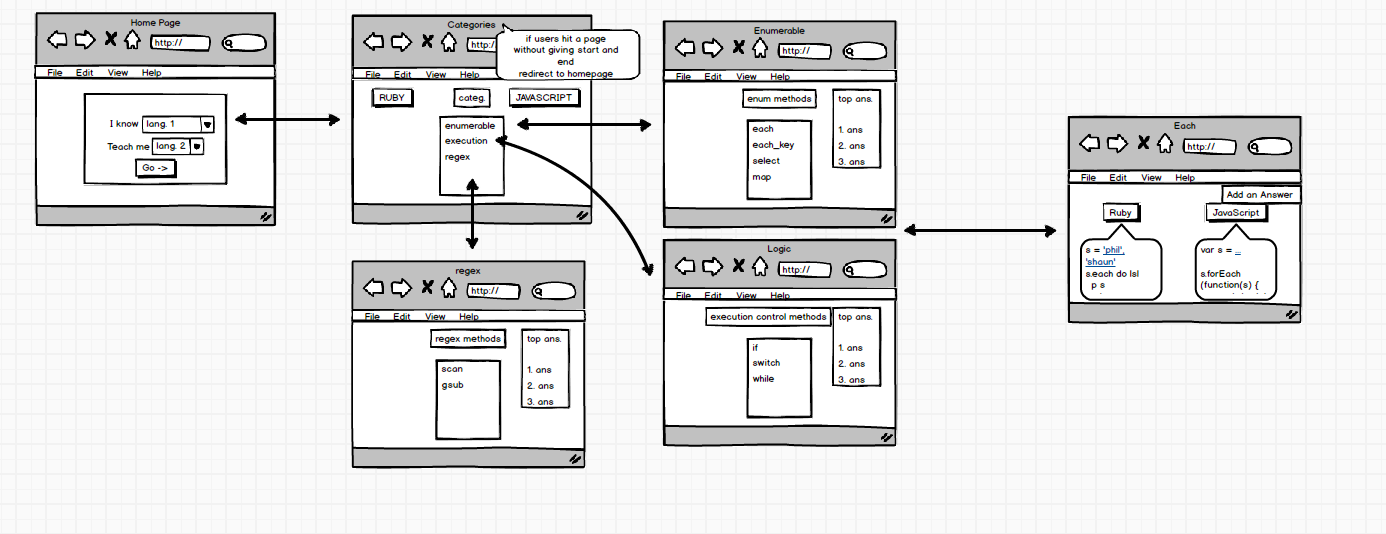 Home Page
http://
File Edit View Help
I know lang. 1
Teach me lang. 2
Go ->
Categories
http:/
if users hit a page
without giving start and
end
redirect to homepage
File Edit View Help
RUBY categ. JAVASCRIPT
enumerable
execution
regex
Enumerable
http://
File Edit View Help
enum methods
each
each_key
select
map
top ans.
1. ans
2. ans
3. ans
regex
http://
File Edit View Help
regex methods
scan
gsub
top ans.
1. ans
2. ans
3. ans
Logic
http://
File Edit View Help
execution control methods
if
switch
while
top ans.
1. ans
2. ans
3. ans
Each
http://
File Edit View Help
Add an Answer
Ruby JavaScript
s = 'phil',
'shaun'
s.each do |s|
p s
var s = _
s.forEach
(function(s) {